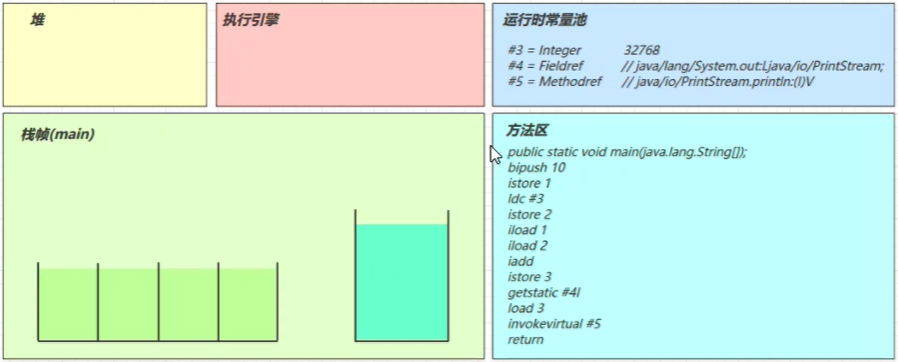 堆
执行引擎
运行时常量池
#3 = Integer 32768
#4 = Fieldref // java/lang/System.out:Ljava/io/PrintStream;
#5 = Methodref // java/io/PrintStream.println:(I)V
栈帧(main)
方法区
public static void main(java.lang.String[]);
bipush 10
istore 1
ldc #3
istore 2
iload 1
iload 2
iadd
istore 3
getstatic #4l
load 3
invokevirtual #5
return